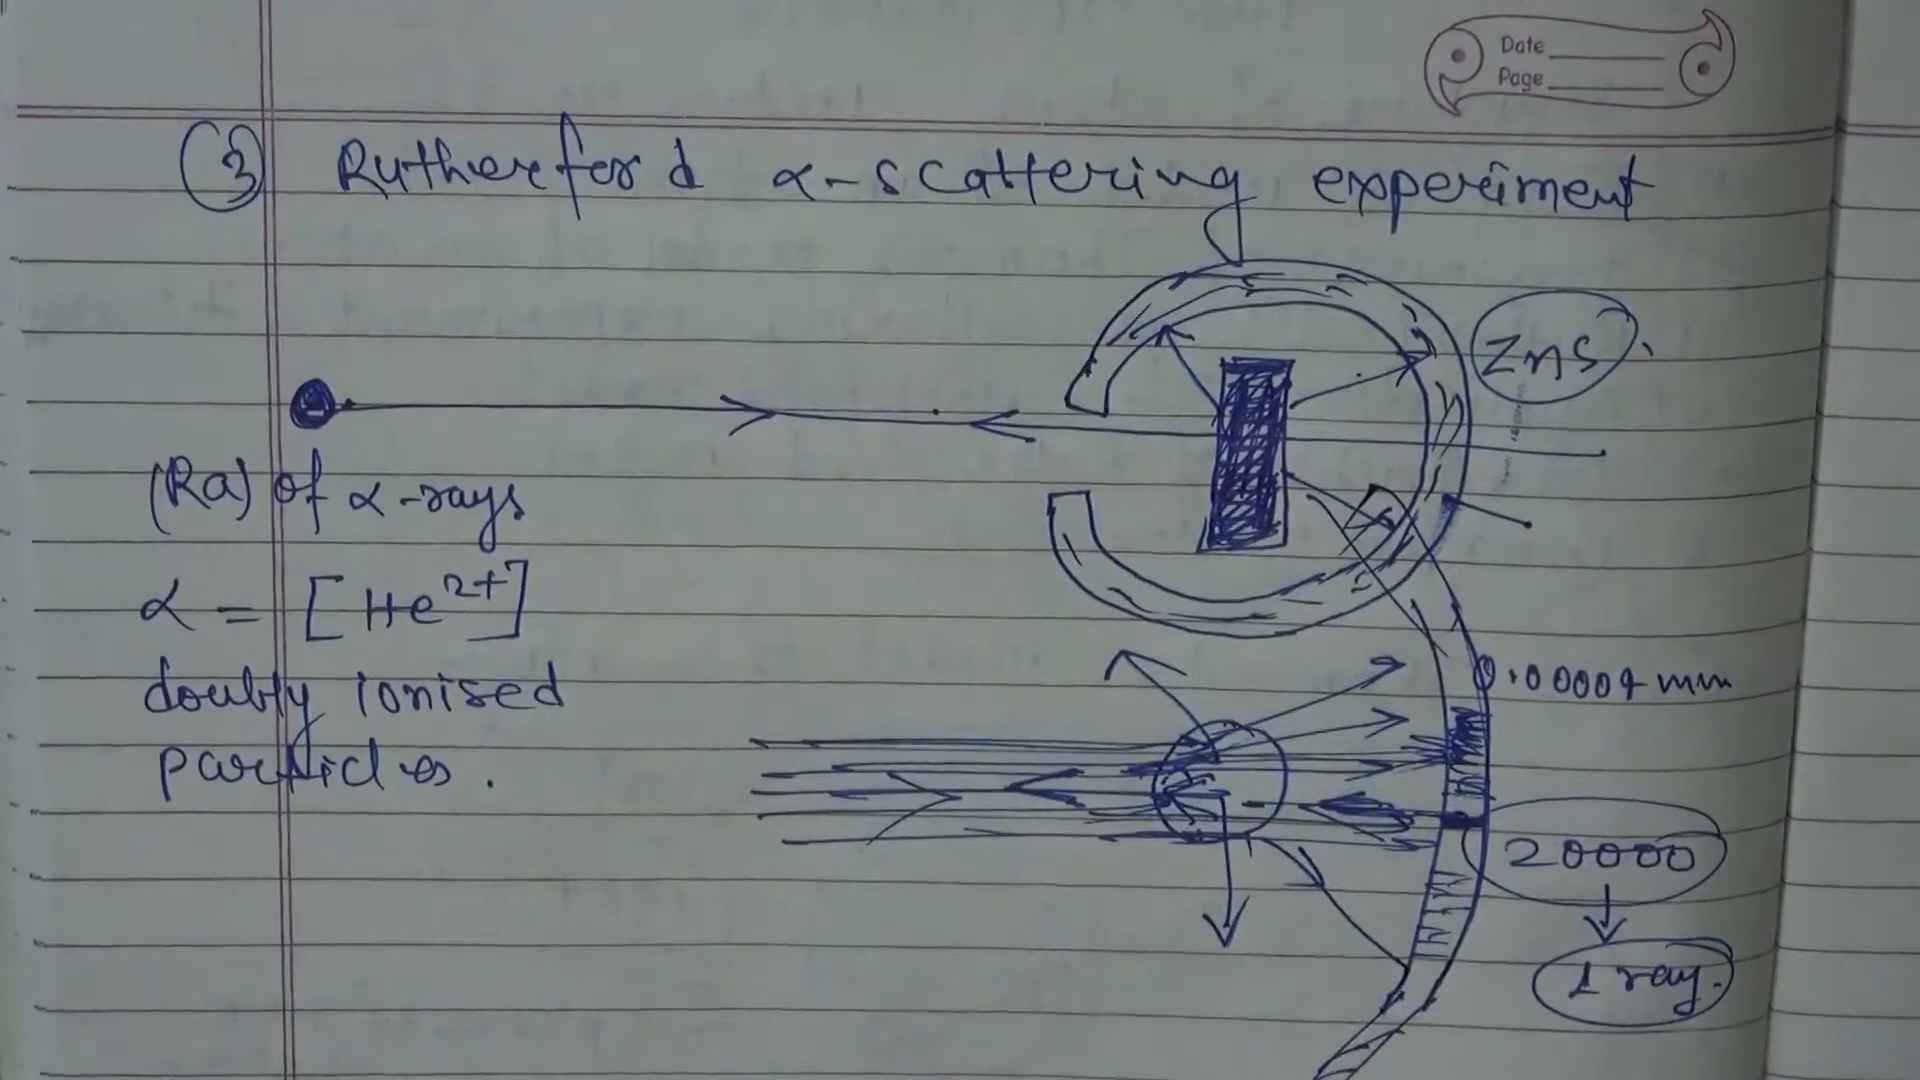 Date
Page
(3) Rutherford α-scattering experiment
ZnS.
(Ra) of α-rays
α = [He²⁺]
doubly ionised
particles.
0.00004 mm
20000
1 ray.